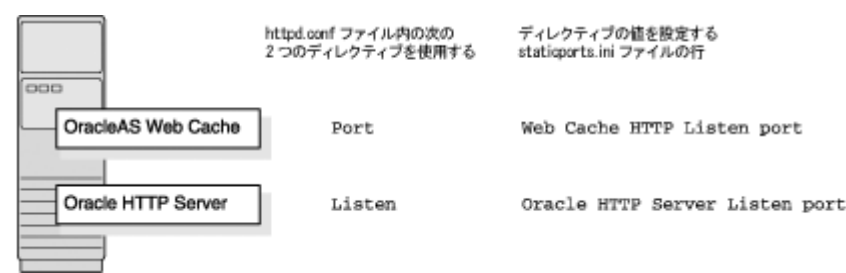 httpd.conf ファイル内の次の
2 つのディレクティブを使用する
ディレクティブの値を設定する
staticports.ini ファイルの行
OracleAS Web Cache
Port
Web Cache HTTP Listen port
Oracle HTTP Server
Listen
Oracle HTTP Server Listen port